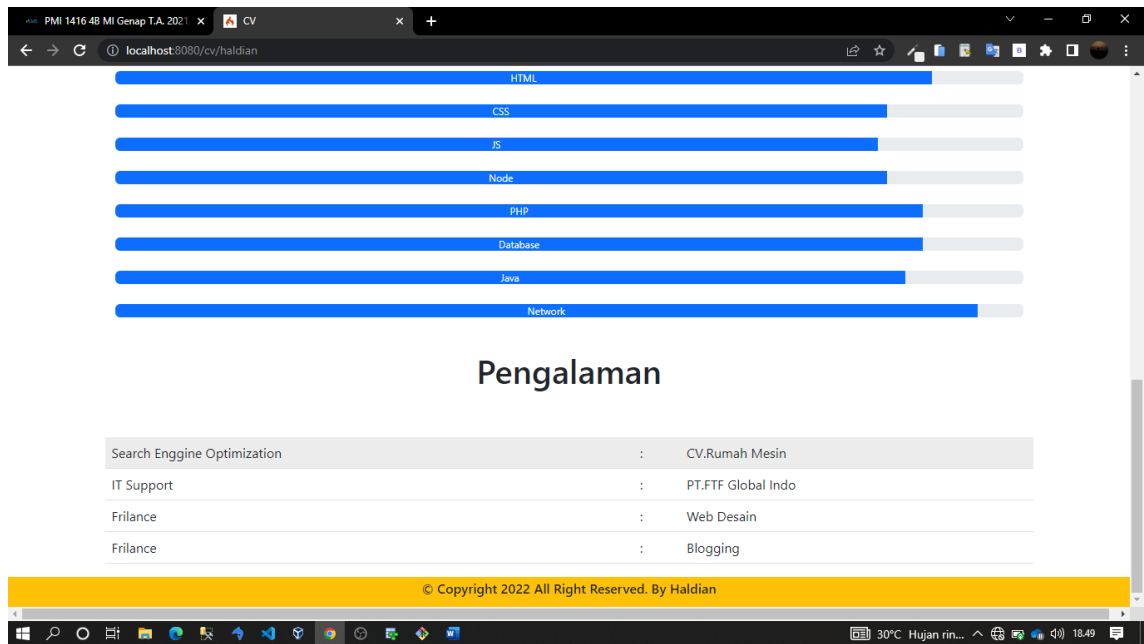 PMI 1416 4B MI Genap T.A. 2021
CV
localhost:8080/cv/haldian
HTML
CSS
JS
Node
PHP
Database
Java
Network
Pengalaman
Search Enggine Optimization : CV.Rumah Mesin
IT Support : PT.FTF Global Indo
Frilance : Web Desain
Frilance : Blogging
© Copyright 2022 All Right Reserved. By Haldian
30°C Hujan rin... 18.49